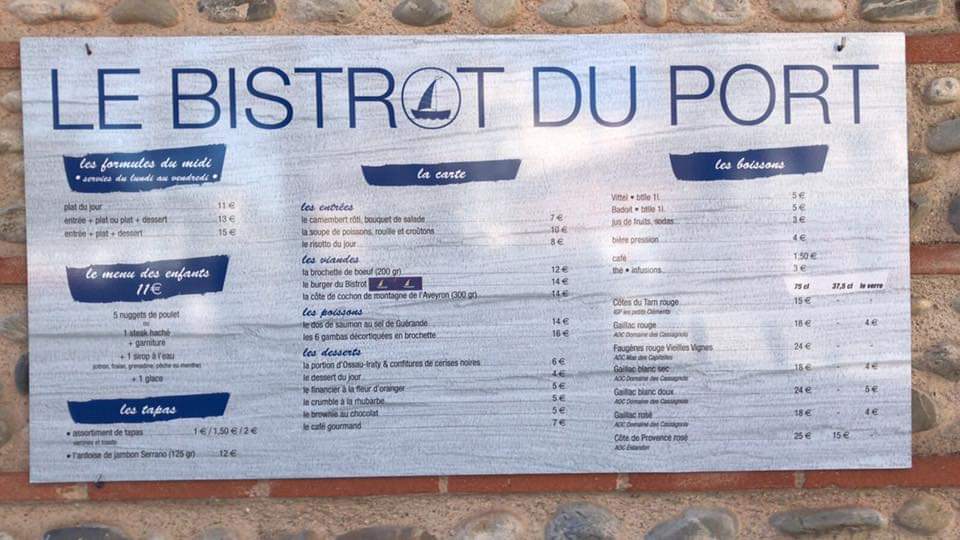 LE BISTROT DU PORT
les formules du midi
• servies du lundi au vendredi •
plat du jour 11 €
entrée + plat ou plat + dessert 13 €
entrée + plat + dessert 15 €
le menu des enfants
11€
5 nuggets de poulet
ou
1 steak haché
+ garniture
+ 1 sirop à l'eau
(citron, fraise, grenadine, pêche ou menthe)
+ 1 glace
les tapas
• assortiment de tapas 1 € / 1,50 € / 2 €
• l'ardoise de jambon Serrano (125 gr) 12 €
la carte
les entrées
le camembert rôti, bouquet de salade 7 €
la soupe de poissons, rouille et croûtons 10 €
le risotto du jour 8 €
les viandes
la brochette de boeuf (200 gr) 12 €
le burger du Bistrot 14 €
la côte de cochon de montagne de l'Aveyron (300 gr) 14 €
les poissons
le dos de saumon au sel de Guérande 14 €
les 6 gambas décortiquées en brochette 16 €
les desserts
la portion d'Ossau-Iraty & confitures de cerises noires 6 €
le dessert du jour 4 €
le financier à la fleur d'oranger 5 €
le crumble à la rhubarbe 5 €
le brownie au chocolat 5 €
le café gourmand 7 €
les boissons
Vittel • btlle 1l 5 €
Badoit • btlle 1l 5 €
jus de fruits, sodas 3 €
bière pression 4 €
café 1,50 €
thé • infusions 3 €
75 cl 37,5 cl le verre
Côtes du Tarn rouge 15 € - -
IGP les petits Cléments
Gaillac rouge 18 € - 4 €
AOC Domaine des Cassagnols
Faugères rouge Vieilles Vignes 24 € - -
AOC Mas des Capitelles
Gaillac blanc sec 18 € - 4 €
AOC Domaine des Cassagnols
Gaillac blanc doux 24 € - 5 €
AOC Domaine des Cassagnols
Gaillac rosé 18 € - 4 €
AOC Domaine des Cassagnols
Côte de Provence rosé 25 € 15 € -
AOC Estandon